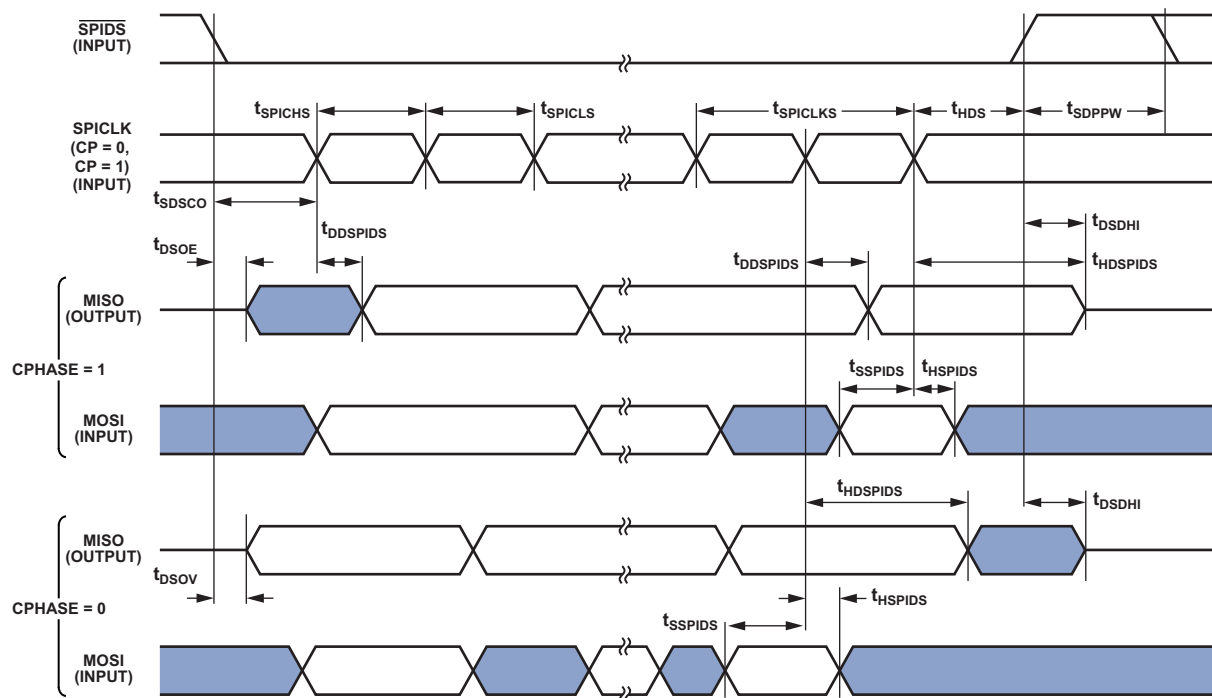 SPIDS
(INPUT)
tSPICHS
tSPICLS
tSPICLKS
tHDS
tSDPPW
SPICLK
(CP = 0,
CP = 1)
(INPUT)
tSDSCO
tDDSPIDS
tDSOE
tDSDHI
tDDSPIDS
tHDSPIDS
MISO
(OUTPUT)
CPHASE = 1
tSSPIDS
tHSPIDS
MOSI
(INPUT)
tHDSPIDS
tDSDHI
MISO
(OUTPUT)
tDSOV
CPHASE = 0
tHSPIDS
tSSPIDS
MOSI
(INPUT)